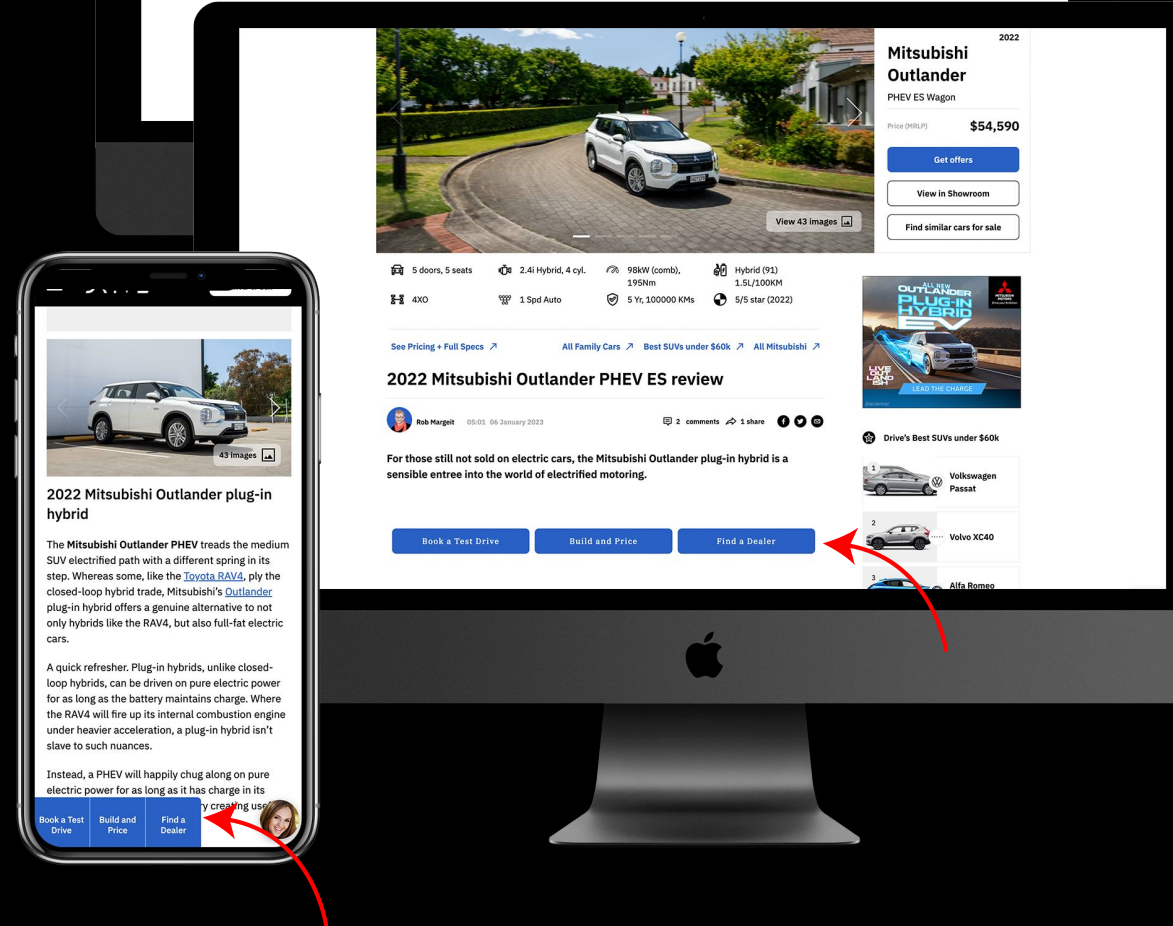 2022
Mitsubishi
Outlander
PHEV ES Wagon
Price (MRLP) $54,590
Get offers
View in Showroom
Find similar cars for sale
View 43 images
5 doors, 5 seats
2.4i Hybrid, 4 cyl.
98kW (comb),
195Nm
Hybrid (91)
1.5L/100KM
4XO
1 Spd Auto
5 Yr, 100000 KMs
5/5 star (2022)
See Pricing + Full Specs
All Family Cars
Best SUVs under $60k
All Mitsubishi
2022 Mitsubishi Outlander PHEV ES review
Rob Margeit 05:01 06 January 2023
2 comments
1 share
For those still not sold on electric cars, the Mitsubishi Outlander plug-in hybrid is a
sensible entree into the world of electrified motoring.
Book a Test Drive
Build and Price
Find a Dealer
ALL NEW
OUTLANDER
PLUG-IN
HYBRID
EV
MITSUBISHI
MOTORS
LIVE
OUT
LAND
ISH
LEAD THE CHARGE
Disclaimer
Drive's Best SUVs under $60k
1
Volkswagen
Passat
2
Volvo XC40
3
Alfa Romeo
43 images
2022 Mitsubishi Outlander plug-in
hybrid
The Mitsubishi Outlander PHEV treads the medium
SUV electrified path with a different spring in its
step. Whereas some, like the Toyota RAV4, ply the
closed-loop hybrid trade, Mitsubishi's Outlander
plug-in hybrid offers a genuine alternative to not
only hybrids like the RAV4, but also full-fat electric
cars.
A quick refresher. Plug-in hybrids, unlike closed-
loop hybrids, can be driven on pure electric power
for as long as the battery maintains charge. Where
the RAV4 will fire up its internal combustion engine
under heavier acceleration, a plug-in hybrid isn't
slave to such nuances.
Instead, a PHEV will happily chug along on pure
electric power for as long as it has charge in its
creating
Book a Test
Drive
Build and
Price
Find a
Dealer